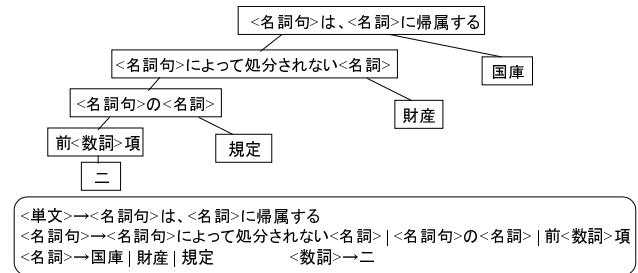 <名詞句>は、<名詞>に帰属する
<名詞句>によって処分されない<名詞>
国庫
<名詞句>の<名詞>
財産
前<数詞>項
規定
二
<単文>→<名詞句>は、<名詞>に帰属する
<名詞句>→<名詞句>によって処分されない<名詞>|<名詞句>の<名詞>|前<数詞>項
<名詞>→国庫|財産|規定 <数詞>→二